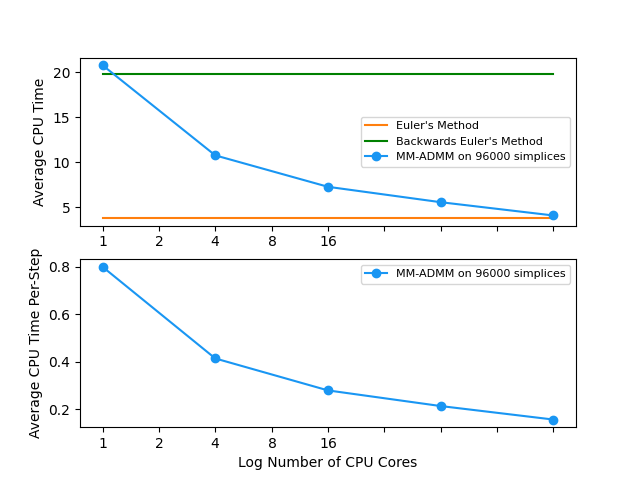 Average CPU Time
20
15
10
5
Euler's Method
Backwards Euler's Method
MM-ADMM on 96000 simplices
1 2 4 8 16
Average CPU Time Per-Step
0.8
0.6
0.4
0.2
MM-ADMM on 96000 simplices
1 2 4 8 16
Log Number of CPU Cores